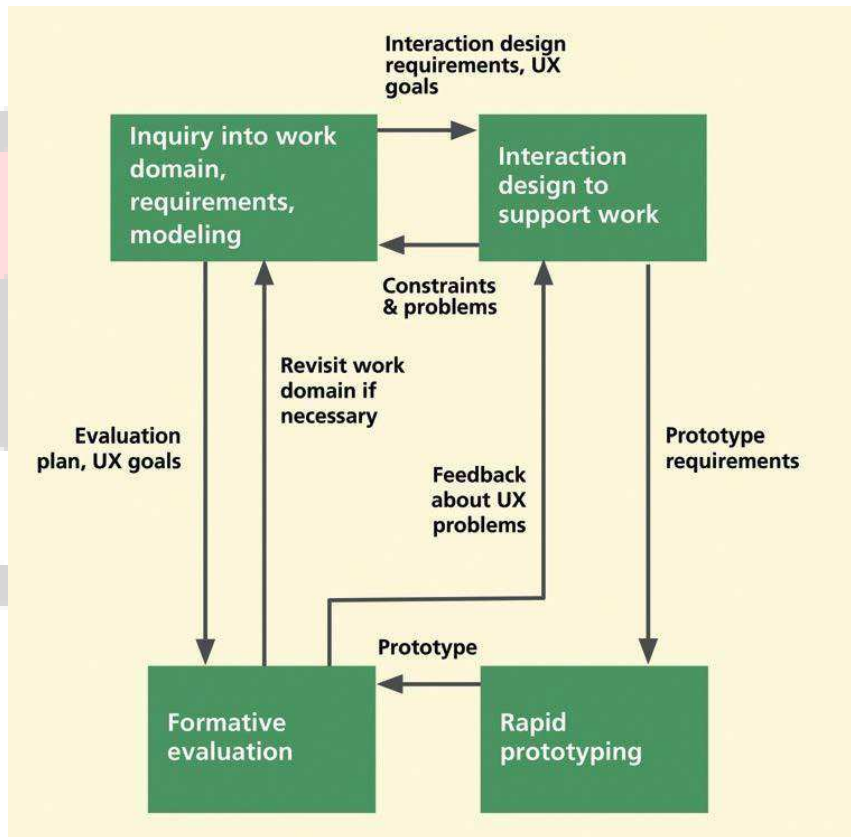 Interaction design
requirements, UX
goals
Inquiry into work
domain,
requirements,
modeling
Interaction
design to
support work
Constraints
& problems
Revisit work
domain if
necessary
Evaluation
plan, UX goals
Feedback
about UX
problems
Prototype
requirements
Prototype
Formative
evaluation
Rapid
prototyping